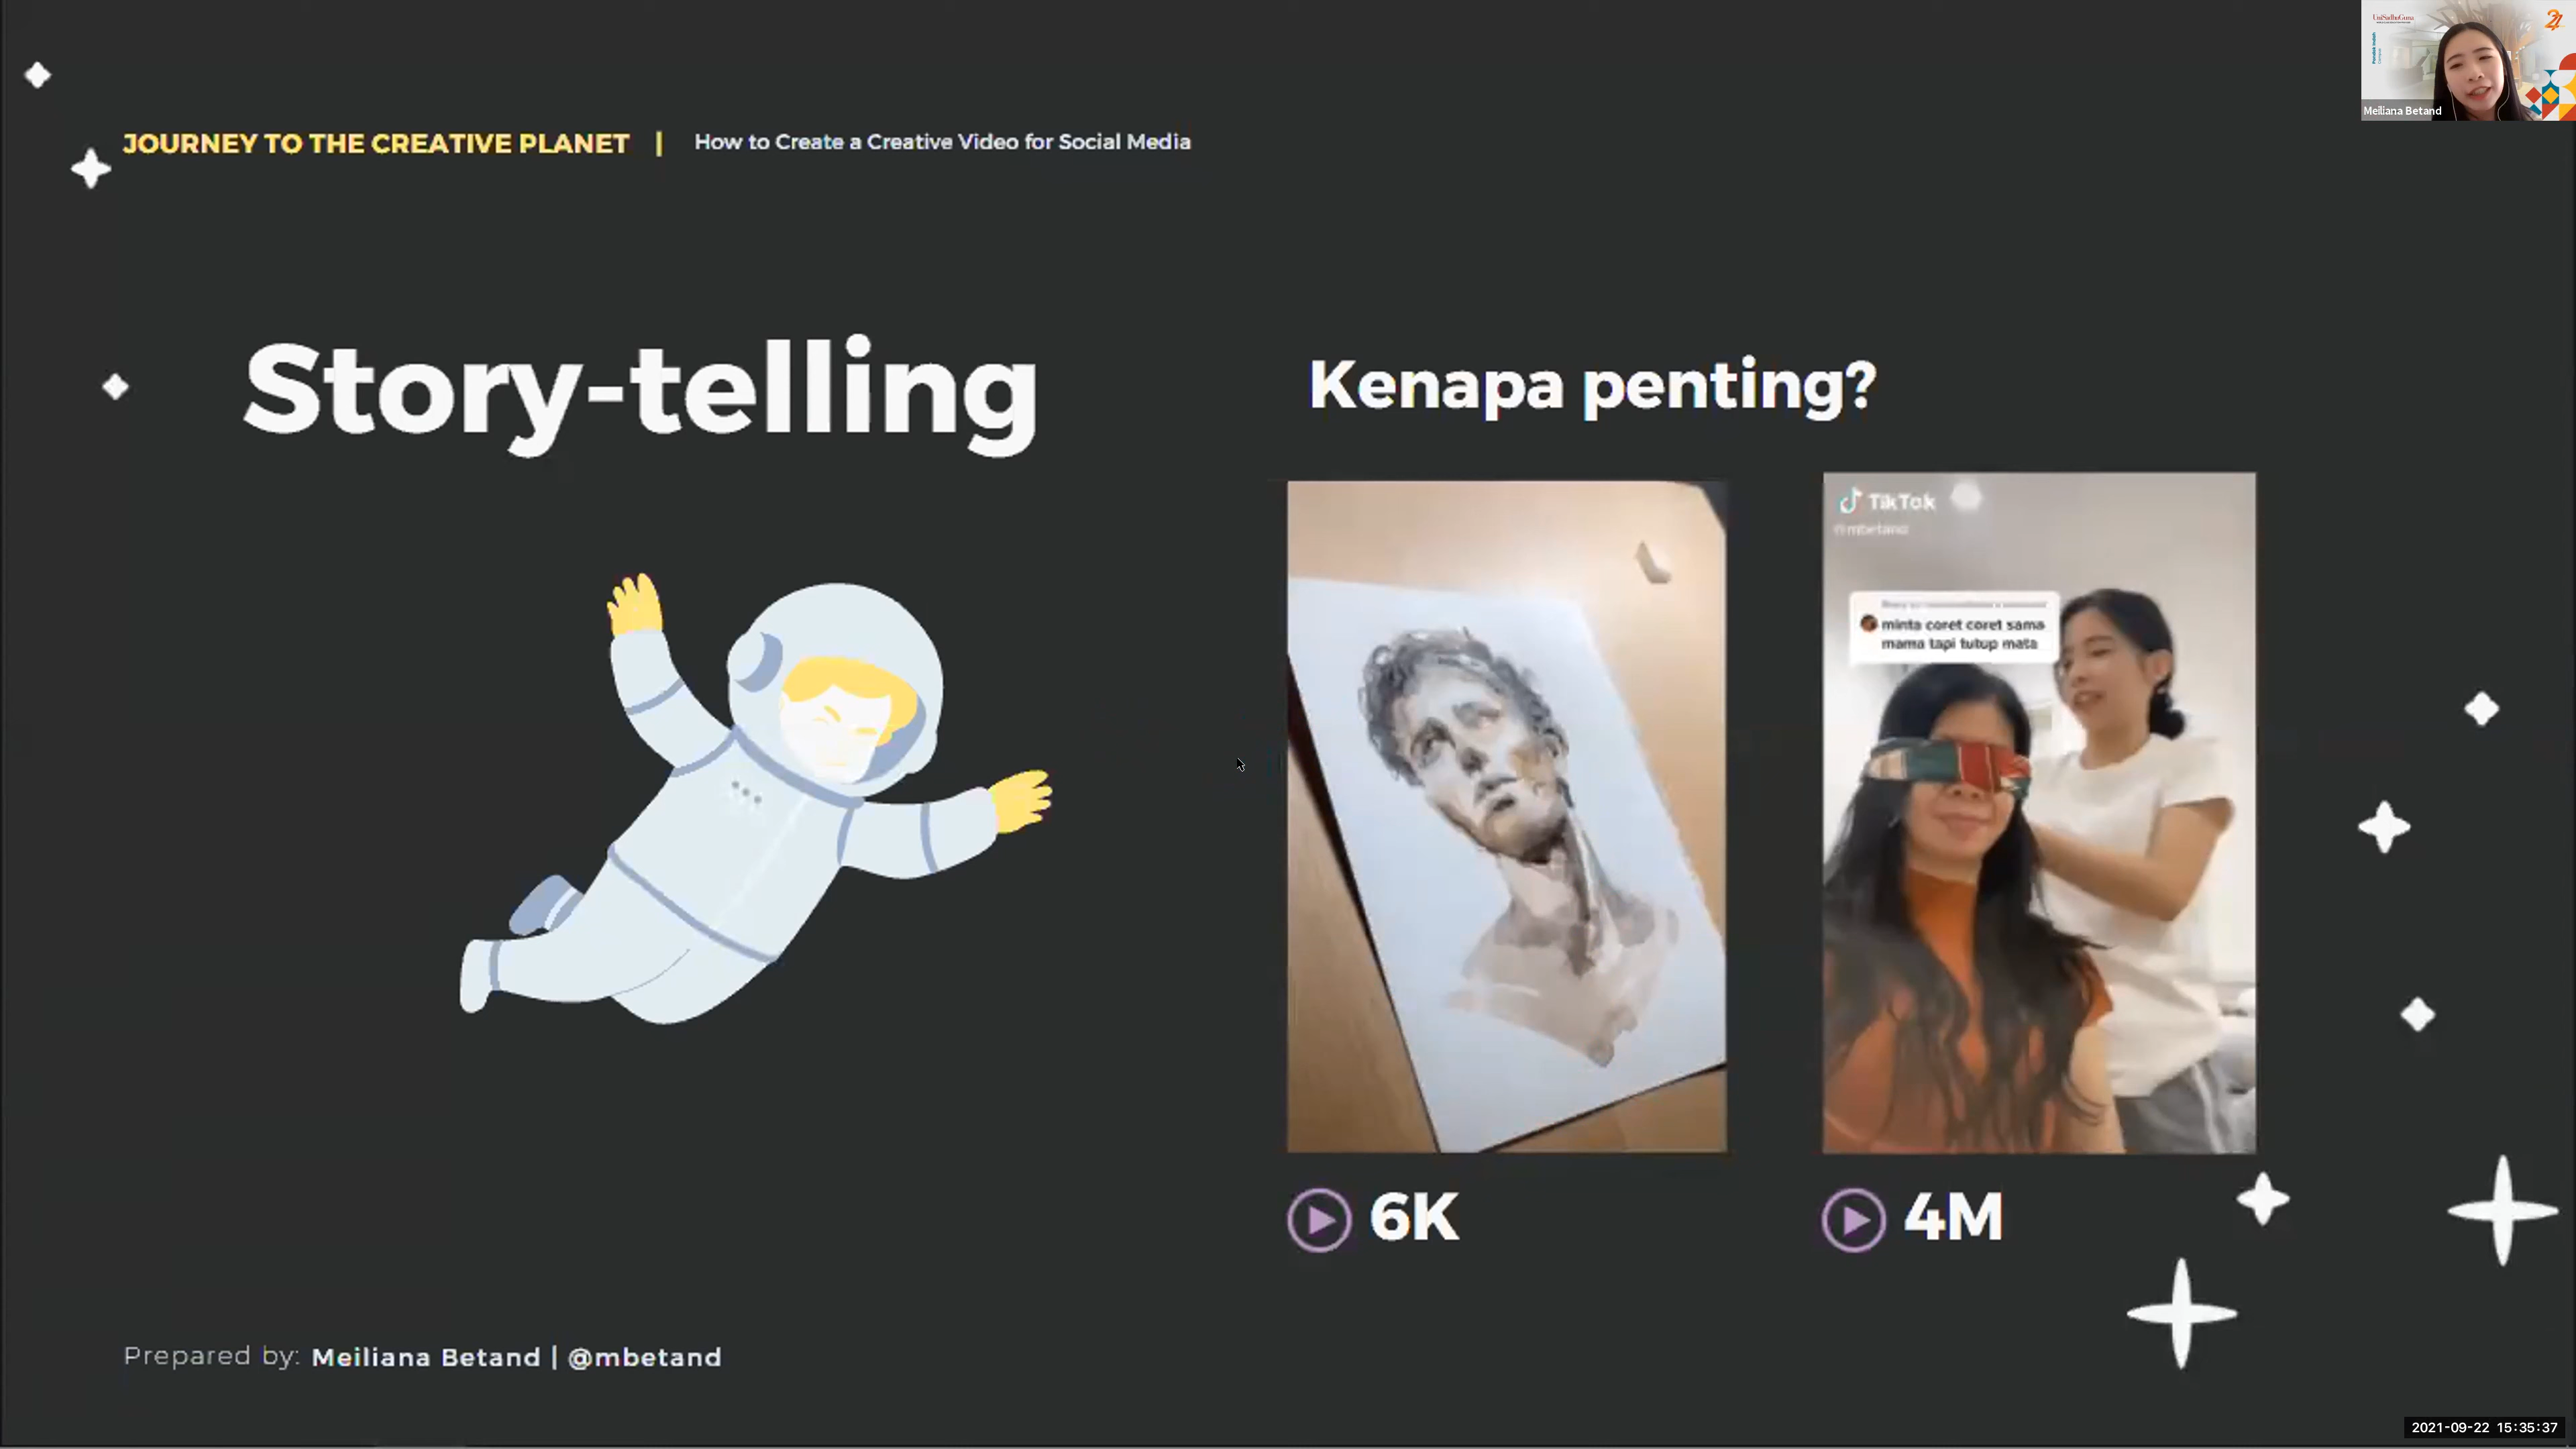 UniSadhuGuna
21
Meiliana Betand
JOURNEY TO THE CREATIVE PLANET | How to Create a Creative Video for Social Media
Story-telling
Kenapa penting?
TikTok
@mbetand
minta coret coret sama
mama tapi tutup mata
6K
4M
Prepared by: Meiliana Betand | @mbetand
2021-09-22 15:35:37